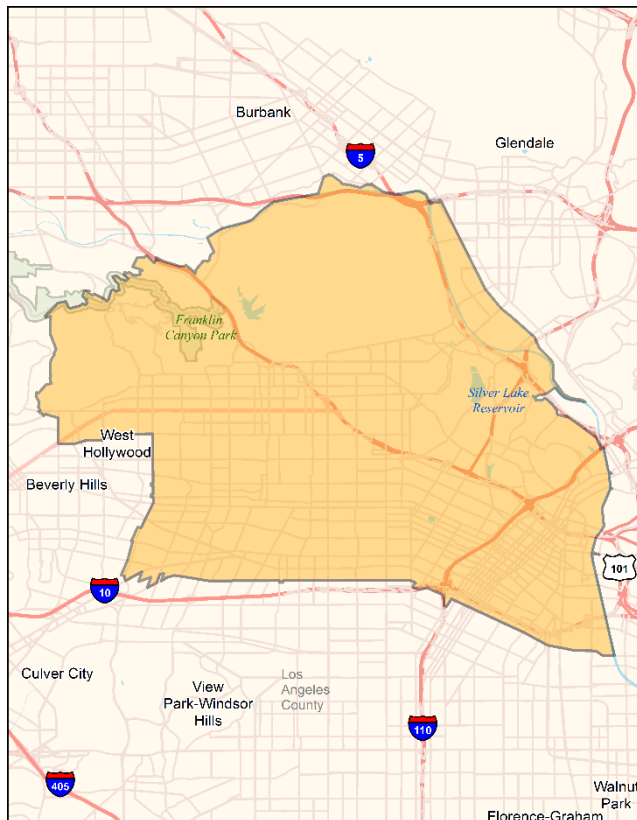 Burbank
Glendale
5
Franklin
Canyon Park
Silver Lake
Reservoir
West
Hollywood
Beverly Hills
101
10
Culver City
View
Park-Windsor
Hills
Los
Angeles
County
110
405
Walnut
Park
Florence-Graham